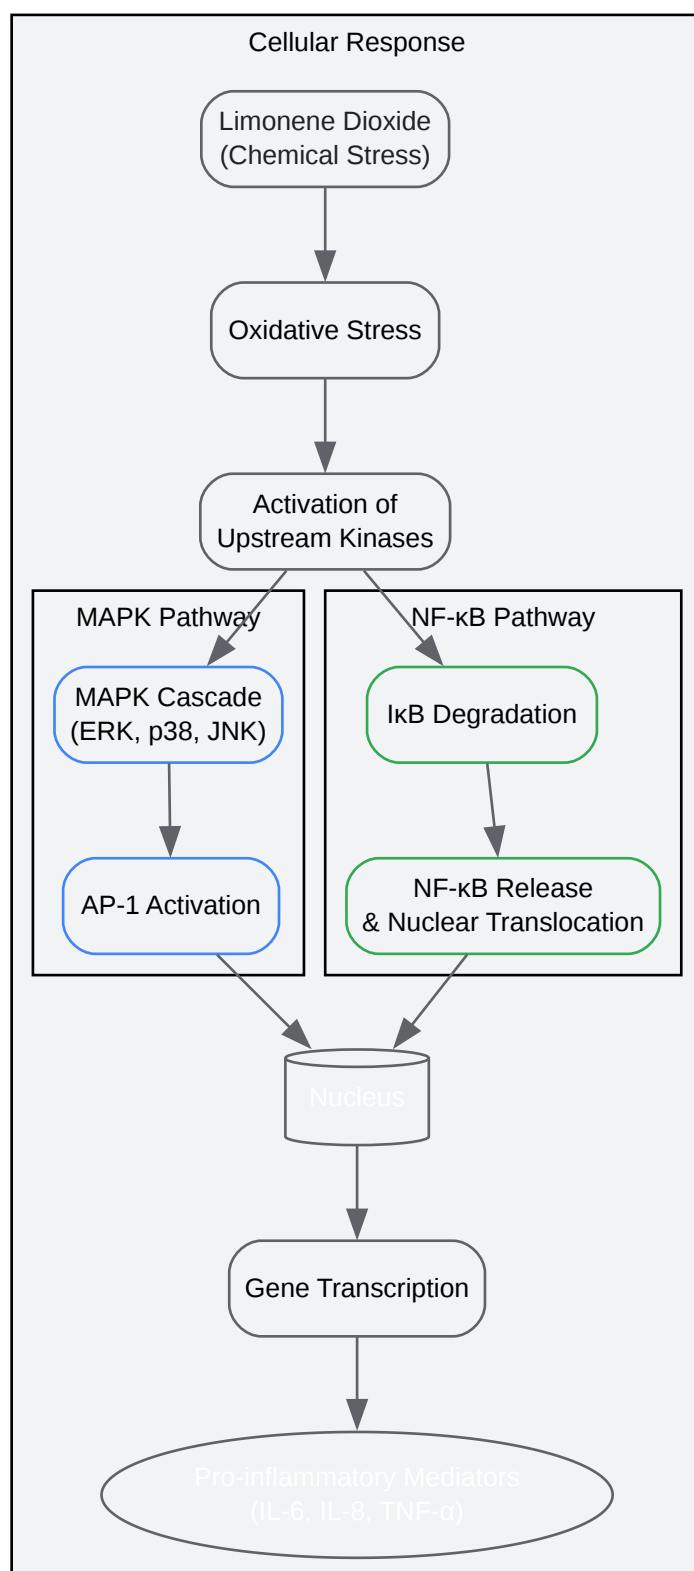 Cellular Response
Limonene Dioxide
(Chemical Stress)
Oxidative Stress
Activation of
Upstream Kinases
MAPK Pathway
MAPK Cascade
(ERK, p38, JNK)
AP-1 Activation
NF-κB Pathway
IκB Degradation
NF-κB Release
& Nuclear Translocation
Nucleus
Gene Transcription
Pro-inflammatory Mediators
(IL-6, IL-8, TNF-α)